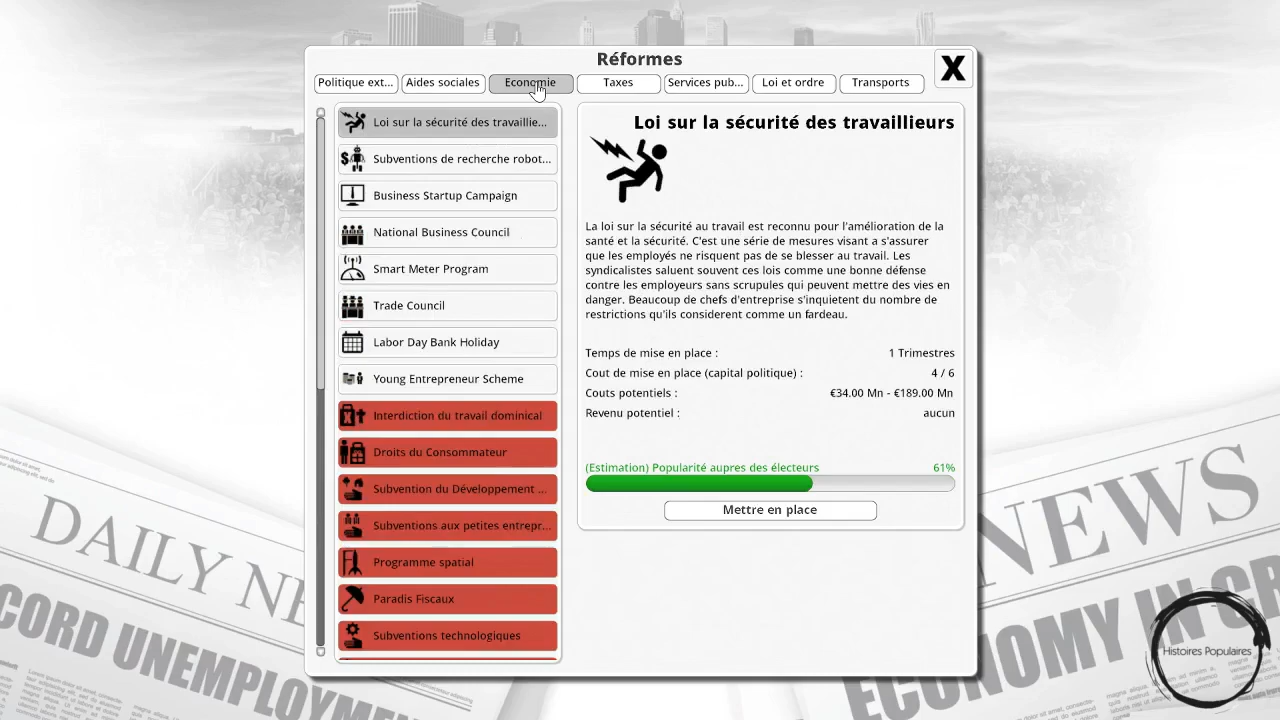 Réformes
X
Politique ext...
Aides sociales
Economie
Taxes
Services pub...
Loi et ordre
Transports
Loi sur la sécurité des travaillie...
Subventions de recherche robot...
Business Startup Campaign
National Business Council
Smart Meter Program
Trade Council
Labor Day Bank Holiday
Young Entrepreneur Scheme
Interdiction du travail dominical
Droits du Consommateur
Subvention du Développement ...
Subventions aux petites entrepr...
Programme spatial
Paradis Fiscaux
Subventions technologiques
Loi sur la sécurité des travaillieurs
La loi sur la sécurité au travail est reconnu pour l'amélioration de la
santé et la sécurité. C'est une série de mesures visant a s'assurer
que les employés ne risquent pas de se blesser au travail. Les
syndicalistes saluent souvent ces lois comme une bonne défense
contre les employeurs sans scrupules qui peuvent mettre des vies en
danger. Beaucoup de chefs d'entreprise s'inquietent du nombre de
restrictions qu'ils considerent comme un fardeau.
Temps de mise en place : 1 Trimestres
Cout de mise en place (capital politique) : 4 / 6
Couts potentiels : €34.00 Mn - €189.00 Mn
Revenu potentiel : aucun
(Estimation) Popularité aupres des électeurs 61%
Mettre en place
DAILY NE
CORD UNEMPLOYM
NEWS
ECONOMY IN CR
Histoires Populaires